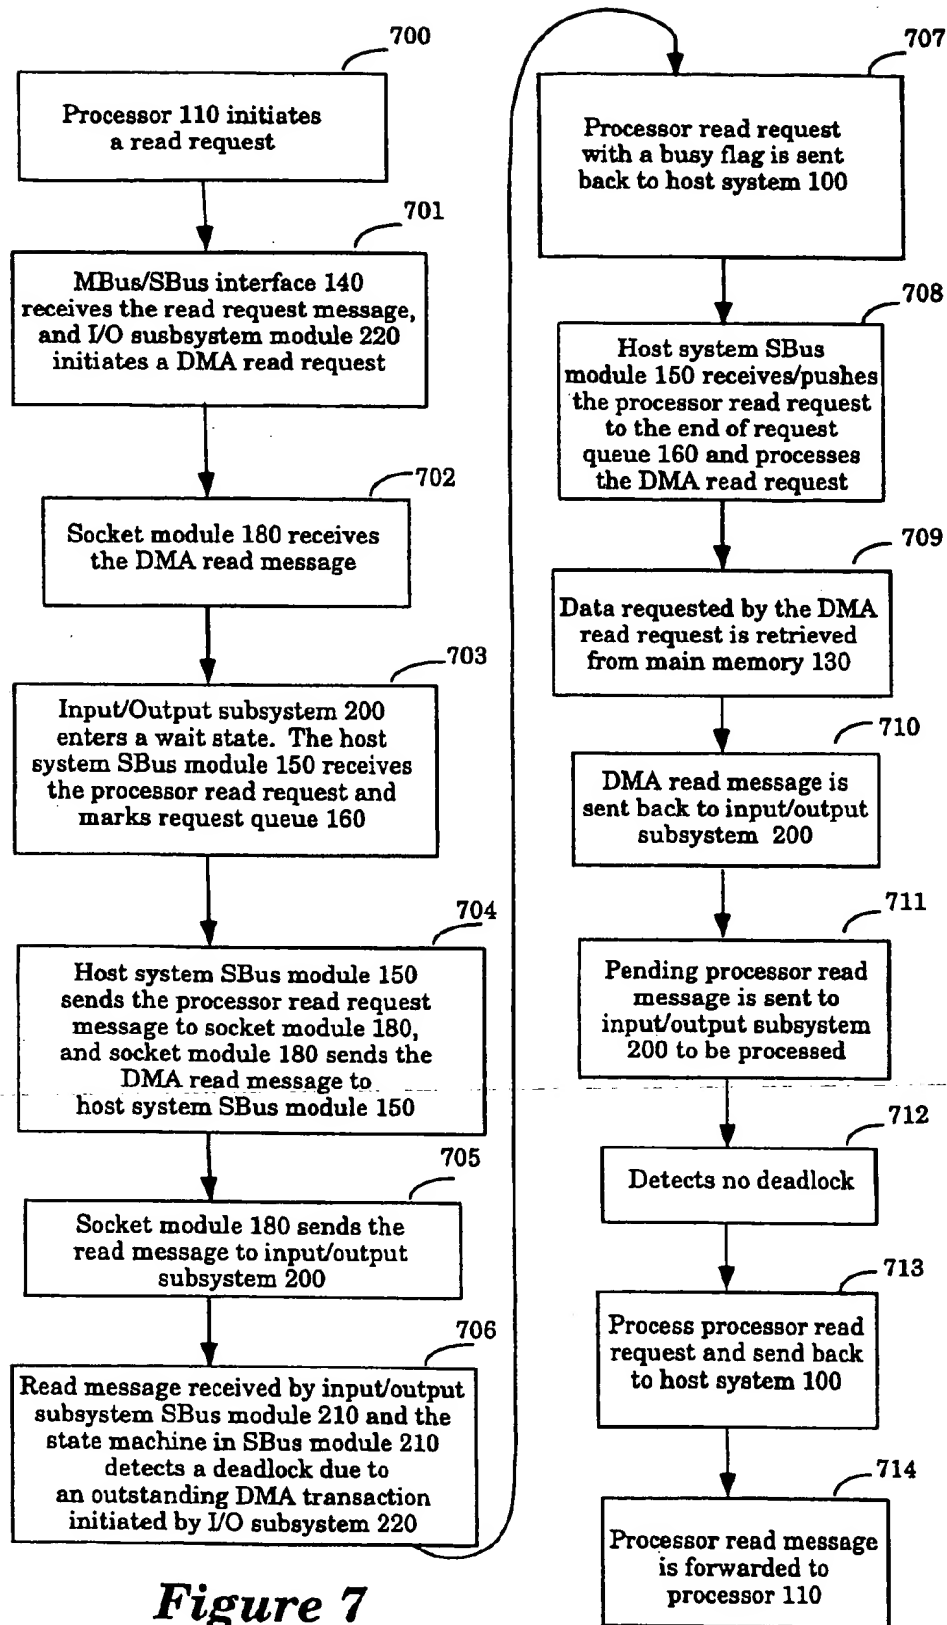 700
Processor 110 initiates
a read request
701
MBus/SBus interface 140
receives the read request message,
and I/O susbsystem module 220
initiates a DMA read request
702
Socket module 180 receives
the DMA read message
703
Input/Output subsystem 200
enters a wait state. The host
system SBus module 150 receives
the processor read request and
marks request queue 160
704
Host system SBus module 150
sends the processor read request
message to socket module 180,
and socket module 180 sends the
DMA read message to
host system SBus module 150
705
Socket module 180 sends the
read message to input/output
subsystem 200
706
Read message received by input/output
subsystem SBus module 210 and the
state machine in SBus module 210
detects a deadlock due to
an outstanding DMA transaction
initiated by I/O subsystem 220
707
Processor read request
with a busy flag is sent
back to host system 100
708
Host system SBus
module 150 receives/pushes
the processor read request
to the end of request
queue 160 and processes
the DMA read request
709
Data requested by the DMA
read request is retrieved
from main memory 130
710
DMA read message is
sent back to input/output
subsystem 200
711
Pending processor read
message is sent to
input/output subsystem
200 to be processed
712
Detects no deadlock
713
Process processor read
request and send back
to host system 100
714
Processor read message
is forwarded to
processor 110
Figure 7